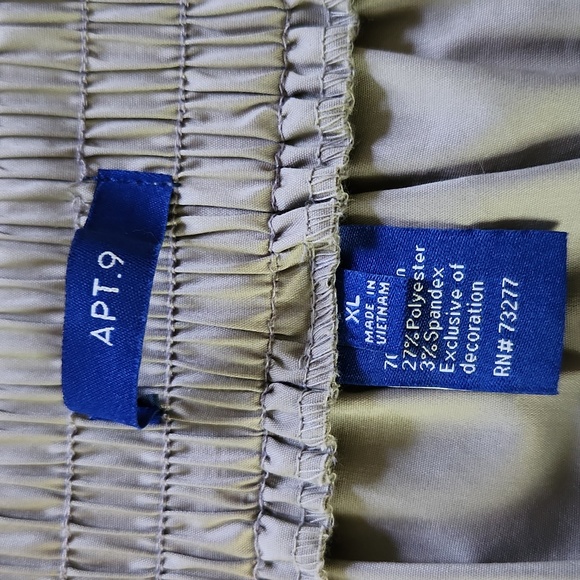 APT.9
XL
MADE IN
VIETNAM
27% Polyester
3% Spandex
Exclusive of
decoration
RN# 73277